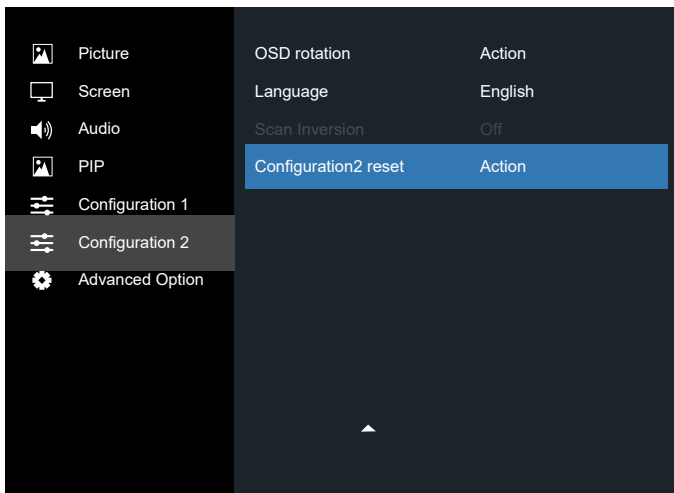 Picture
Screen
Audio
PIP
Configuration 1
Configuration 2
Advanced Option
OSD rotation Action
Language English
Scan Inversion Off
Configuration2 reset Action